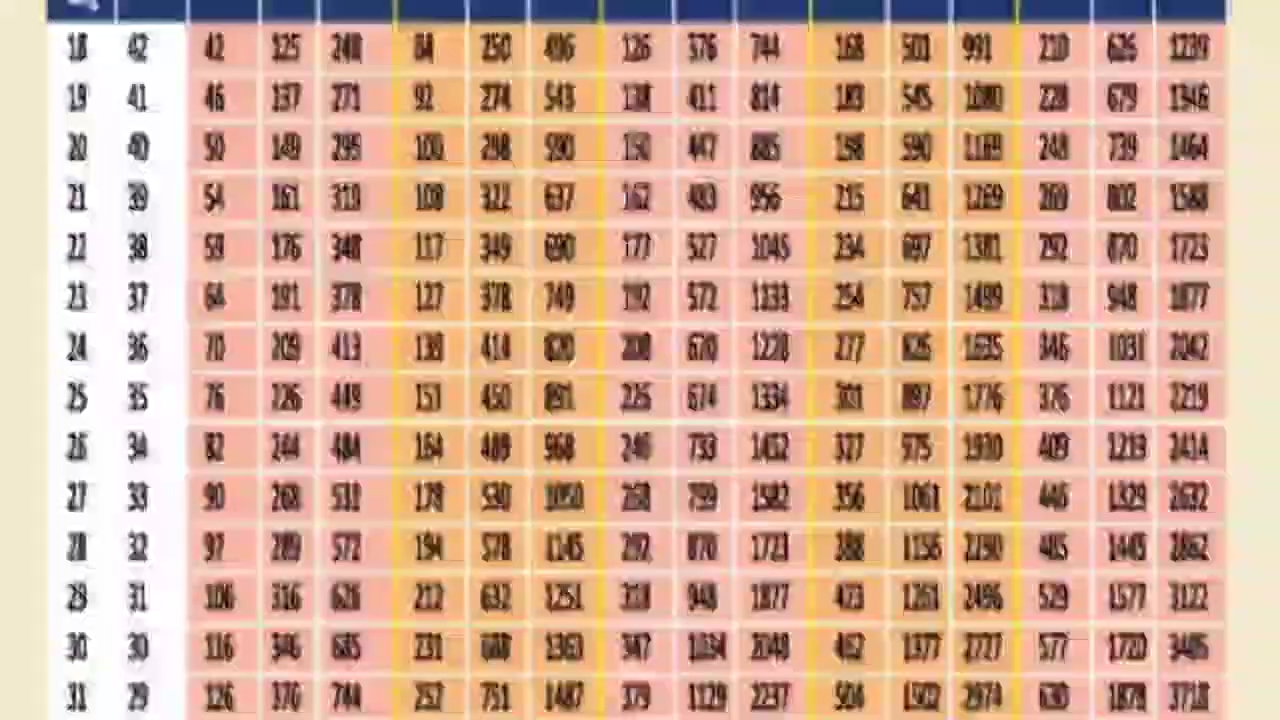 18 42 42 125 248 84 250 496 126 376 744 168 501 991 210 626 1239
19 41 46 137 271 92 274 543 138 411 814 183 545 1080 228 679 1346
20 40 50 149 295 100 298 590 150 447 885 198 590 1169 248 739 1464
21 39 54 161 319 108 322 637 162 483 956 215 641 1269 269 802 1588
22 38 59 176 348 117 349 690 177 527 1045 234 697 1381 292 870 1723
23 37 64 191 378 127 378 749 192 572 1133 254 757 1499 318 948 1877
24 36 70 209 413 139 414 820 208 1228 277 826 1635 346 1031 2042
25 35 76 226 449 151 450 891 226 674 1334 301 897 1776 376 1121 2219
26 34 82 244 484 164 489 968 246 733 1452 327 975 1930 409 1219 2414
27 33 90 268 531 178 530 1050 268 799 1582 356 1061 2101 446 1329 2632
28 32 97 289 572 194 578 1145 292 870 1723 388 1156 2290 485 1445 2862
29 31 106 316 626 212 632 1251 318 948 1877 423 1261 2496 529 1577 3122
30 30 116 346 685 231 688 1363 347 1034 2048 462 1377 2727 577 1720
31 29 126 376 744 252 751 1487 379 1129 2237 504 1502 2974 630 1878 3718